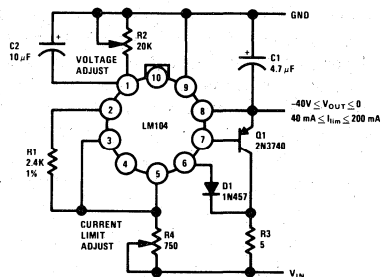 GND
C2
10 μF
+
R2
20K
VOLTAGE
ADJUST
+
C1
4.7 μF
1
10
9
2
8
−40V ≤ VOUT ≤ 0
40 mA ≤ Ilim ≤ 200 mA
LM104
3
7
Q1
2N3740
4
5
6
R1
2.4K
1%
D1
1N457
CURRENT
LIMIT
ADJUST
R4
750
R3
5
VIN